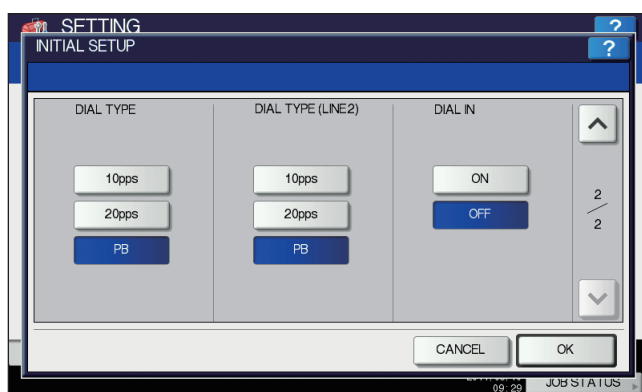 SETTING
?
INITIAL SETUP
?
DIAL TYPE
DIAL TYPE (LINE2)
DIAL IN
10pps
10pps
ON
20pps
20pps
OFF
PB
PB
2
2
CANCEL
OK
09:29
JOB STATUS